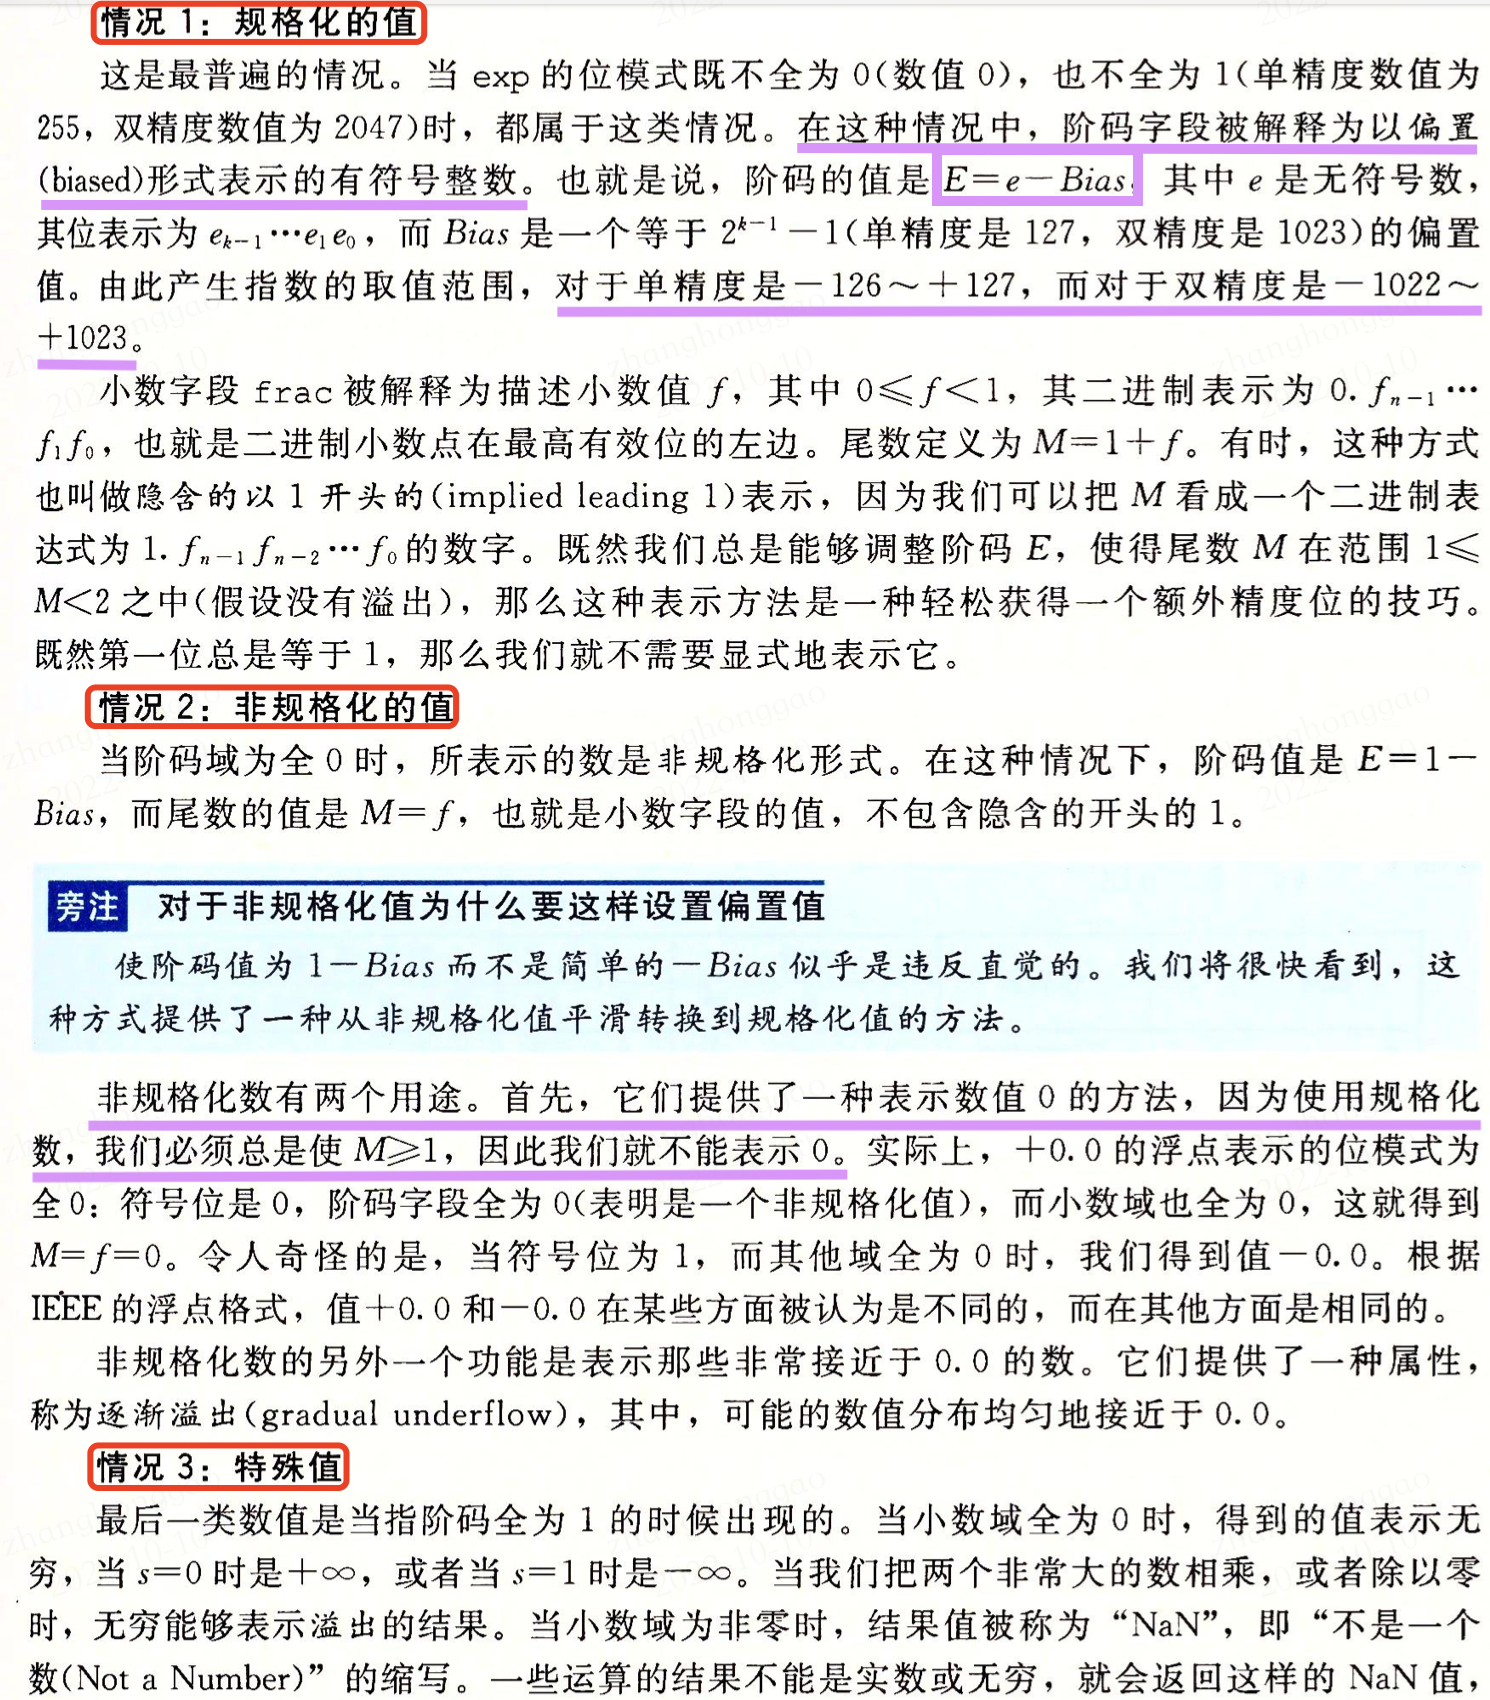 情况 1：规格化的值
这是最普遍的情况。当 exp 的位模式既不全为 0(数值 0)，也不全为 1(单精度数值为
255，双精度数值为 2047)时，都属于这类情况。在这种情况中，阶码字段被解释为以偏置
(biased)形式表示的有符号整数。也就是说，阶码的值是 E=e−Bias，其中 e 是无符号数，
其位表示为 eₖ₋₁…e₁e₀，而 Bias 是一个等于 2ᵏ⁻¹−1(单精度是 127，双精度是 1023)的偏置
值。由此产生指数的取值范围，对于单精度是−126～+127，而对于双精度是−1022～
+1023。
小数字段 frac 被解释为描述小数值 f，其中 0≤f<1，其二进制表示为 0. fₙ₋₁…
f₁f₀，也就是二进制小数点在最高有效位的左边。尾数定义为 M=1+f。有时，这种方式
也叫做隐含的以 1 开头的(implied leading 1)表示，因为我们可以把 M 看成一个二进制表
达式为 1. fₙ₋₁fₙ₋₂…f₀的数字。既然我们总是能够调整阶码 E，使得尾数 M 在范围 1≤
M<2 之中(假设没有溢出)，那么这种表示方法是一种轻松获得一个额外精度位的技巧。
既然第一位总是等于 1，那么我们就不需要显式地表示它。
情况 2：非规格化的值
当阶码域为全 0 时，所表示的数是非规格化形式。在这种情况下，阶码值是 E=1−
Bias，而尾数的值是 M=f，也就是小数字段的值，不包含隐含的开头的 1。
旁注 对于非规格化值为什么要这样设置偏置值
使阶码值为 1−Bias 而不是简单的−Bias 似乎是违反直觉的。我们将很快看到，这
种方式提供了一种从非规格化值平滑转换到规格化值的方法。
非规格化数有两个用途。首先，它们提供了一种表示数值 0 的方法，因为使用规格化
数，我们必须总是使 M≥1，因此我们就不能表示 0。实际上，+0.0 的浮点表示的位模式为
全 0：符号位是 0，阶码字段全为 0(表明是一个非规格化值)，而小数域也全为 0，这就得到
M=f=0。令人奇怪的是，当符号位为 1，而其他域全为 0 时，我们得到值−0.0。根据
IEEE 的浮点格式，值+0.0 和−0.0 在某些方面被认为是不同的，而在其他方面是相同的。
非规格化数的另外一个功能是表示那些非常接近于 0.0 的数。它们提供了一种属性，
称为逐渐溢出(gradual underflow)，其中，可能的数值分布均匀地接近于 0.0。
情况 3：特殊值
最后一类数值是当指阶码全为 1 的时候出现的。当小数域全为 0 时，得到的值表示无
穷，当 s=0 时是+∞，或者当 s=1 时是−∞。当我们把两个非常大的数相乘，或者除以零
时，无穷能够表示溢出的结果。当小数域为非零时，结果值被称为“NaN”，即“不是一个
数(Not a Number)”的缩写。一些运算的结果不能是实数或无穷，就会返回这样的 NaN 值，